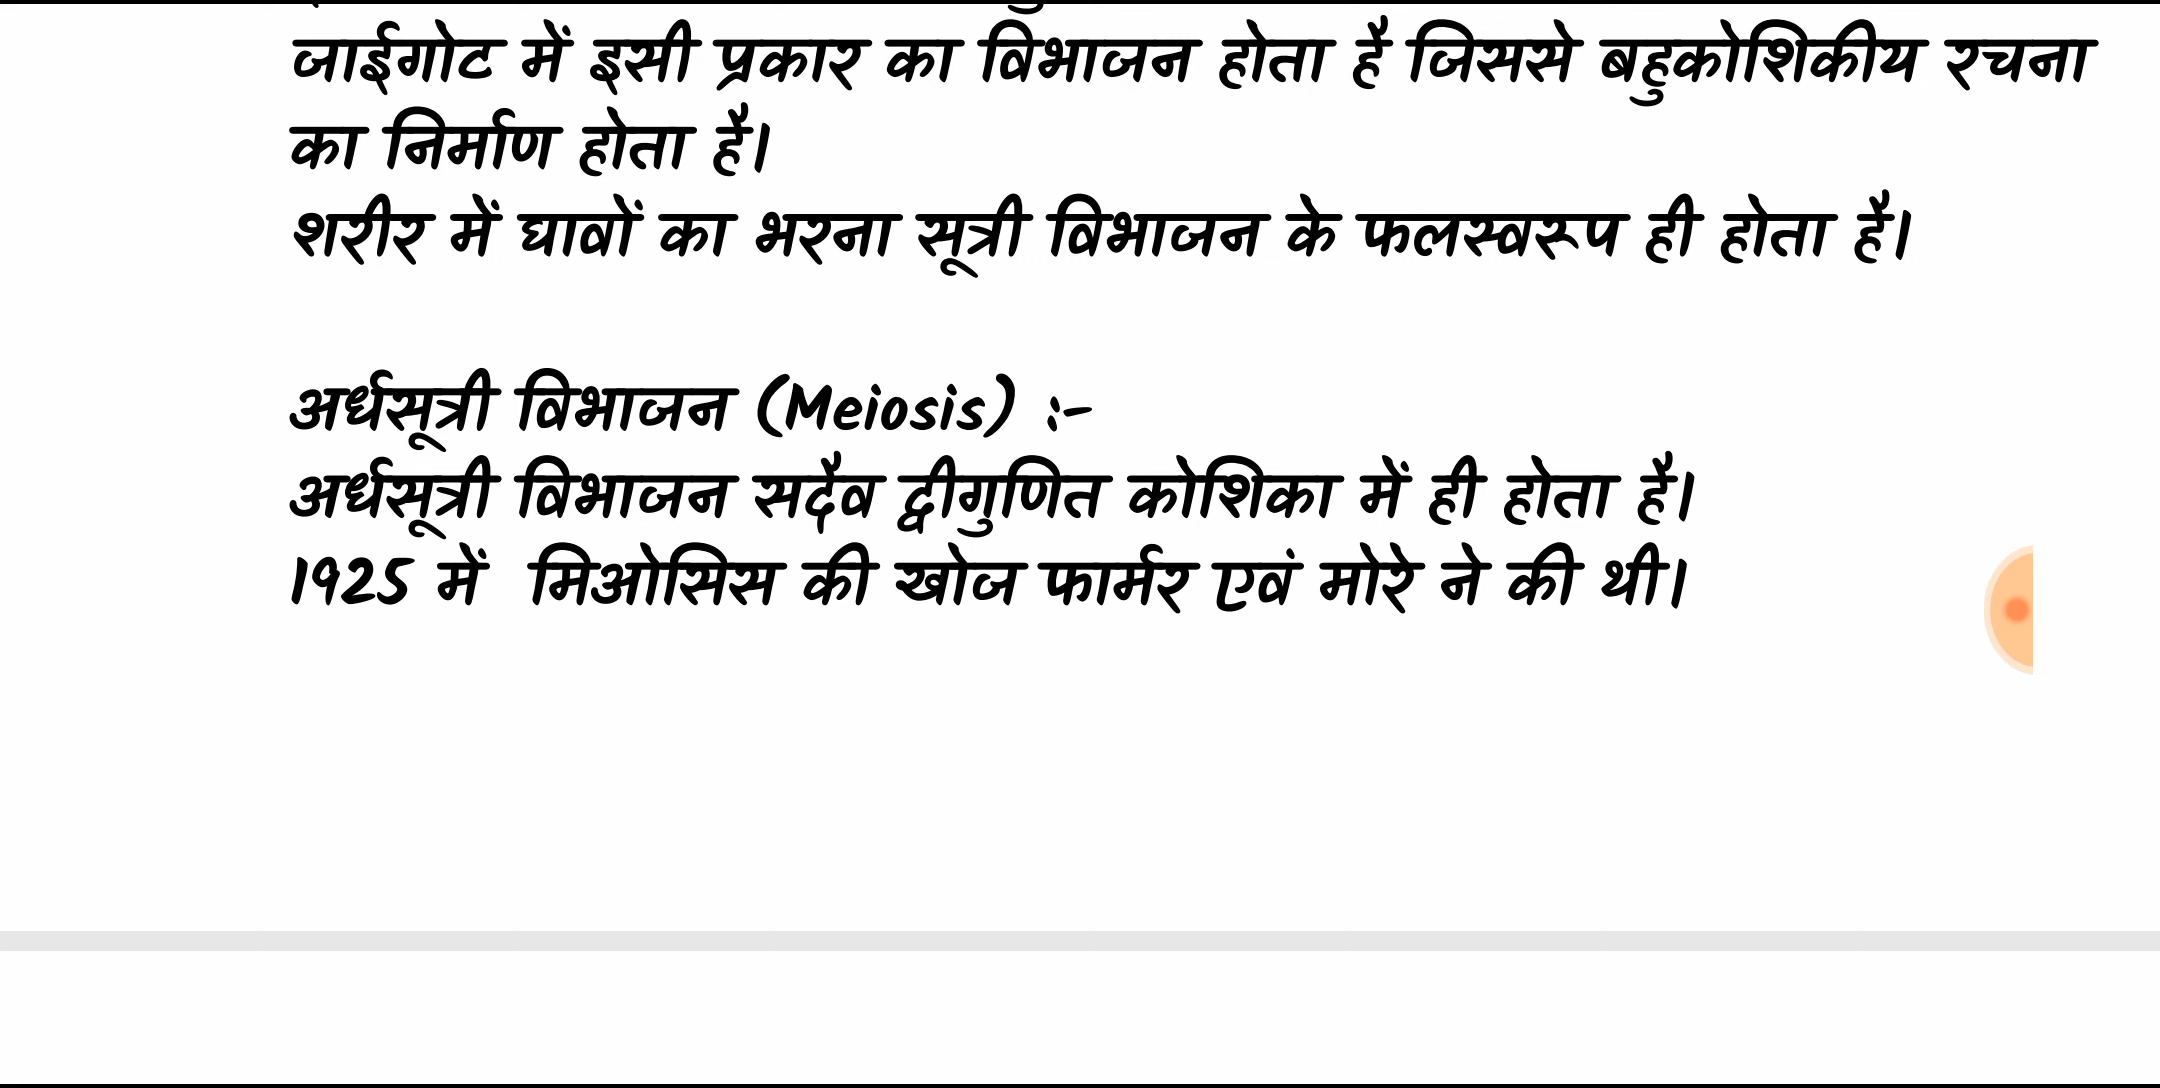 जाईगोट में इसी प्रकार का विभाजन होता है जिससे बहुकोशिकीय रचना
का निर्माण होता है।
शरीर में घावों का भरना सूत्री विभाजन के फलस्वरूप ही होता है।
अर्धसूत्री विभाजन (Meiosis) :-
अर्धसूत्री विभाजन सदैव द्वीगुणित कोशिका में ही होता है।
1925 में मिओसिस की खोज फार्मर एवं मोरे ने की थी।